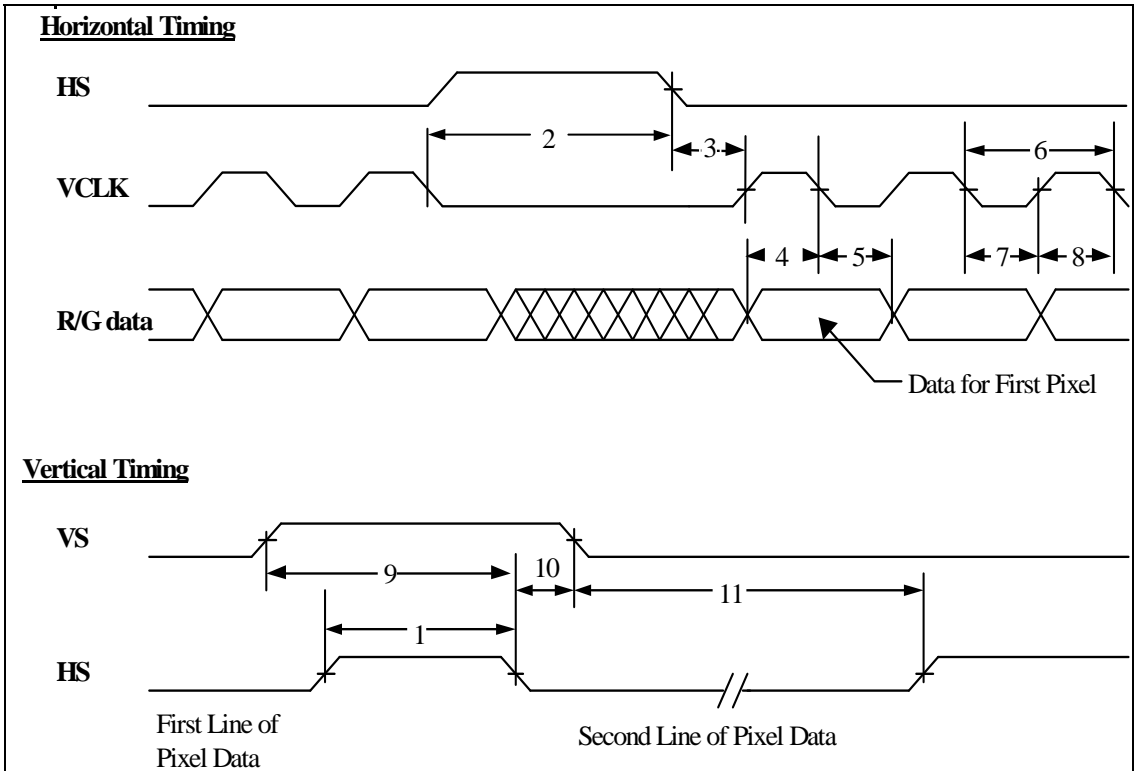 Horizontal Timing
HS
2
3
6
VCLK
4
5
7
8
R/G data
Data for First Pixel
Vertical Timing
VS
9
10
11
1
HS
First Line of
Pixel Data
Second Line of Pixel Data